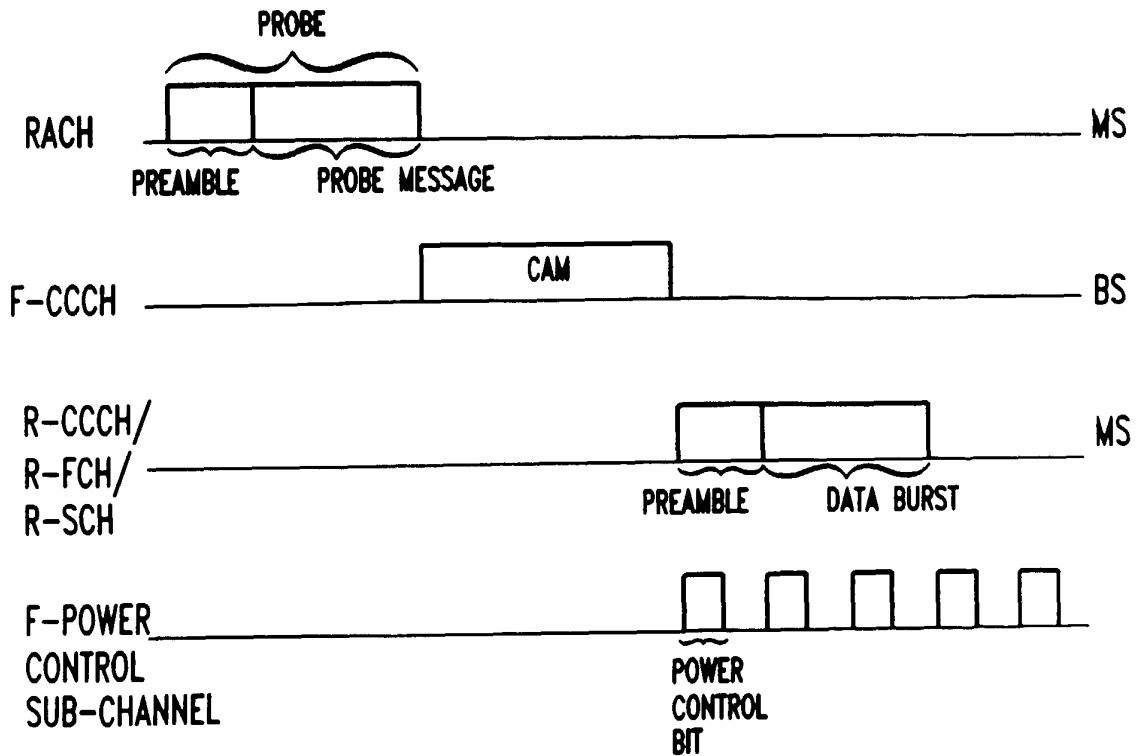 PROBE
RACH
MS
PREAMBLE
PROBE MESSAGE
F-CCCH
CAM
BS
R-CCCH/
R-FCH/
R-SCH
MS
PREAMBLE
DATA BURST
F-POWER
CONTROL
SUB-CHANNEL
POWER
CONTROL
BIT